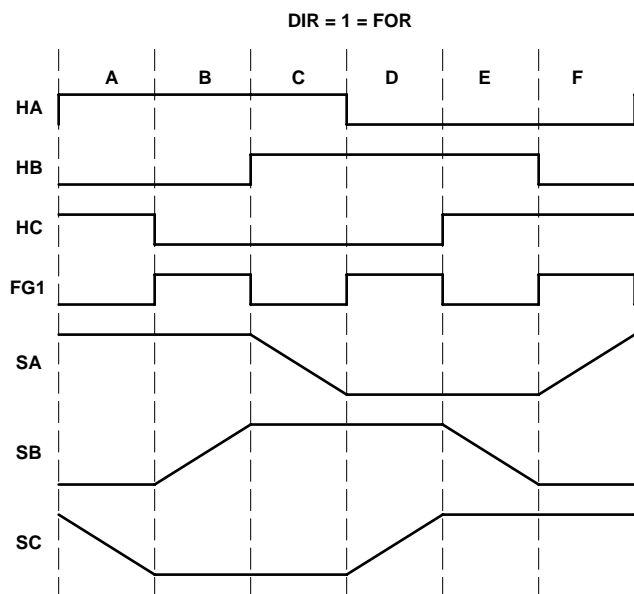 DIR = 1 = FOR
A B C D E F
HA
HB
HC
FG1
SA
SB
SC